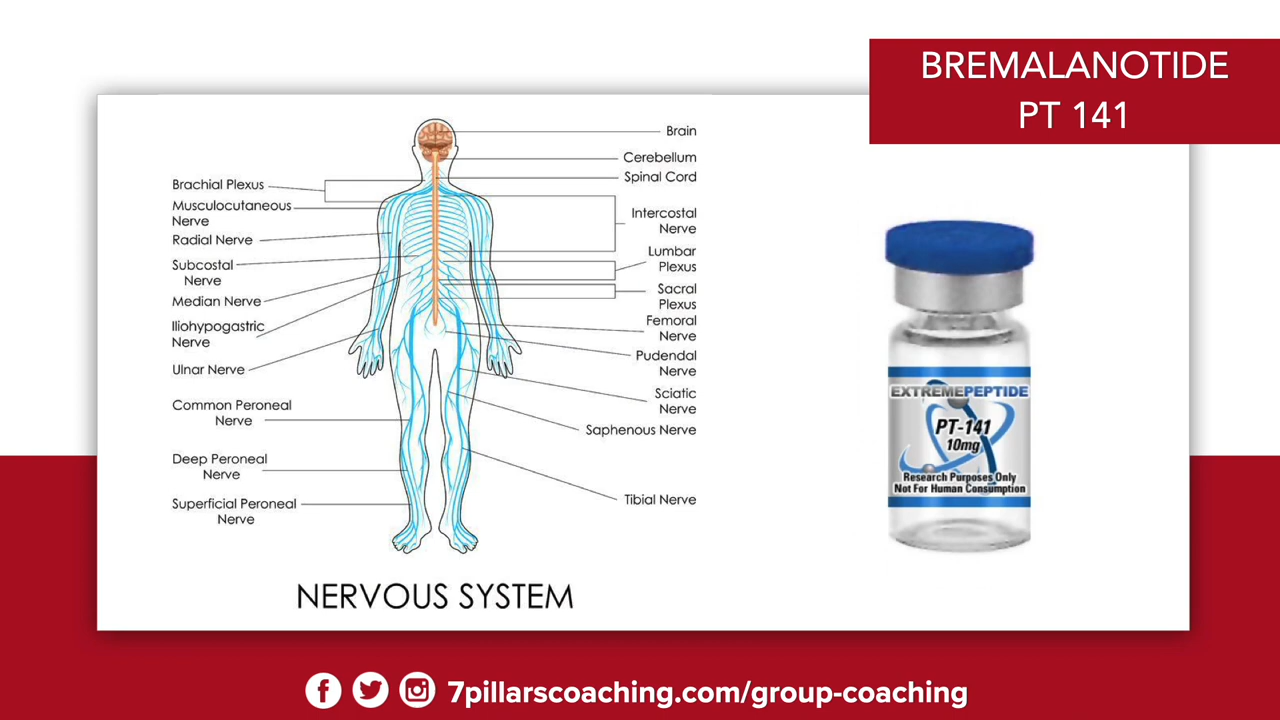 BREMALANOTIDE
PT 141
Brain
Cerebellum
Spinal Cord
Intercostal
Nerve
Lumbar
Plexus
Sacral
Plexus
Femoral
Nerve
Pudendal
Nerve
Sciatic
Nerve
Saphenous Nerve
Tibial Nerve
Brachial Plexus
Musculocutaneous
Nerve
Radial Nerve
Subcostal
Nerve
Median Nerve
Iliohypogastric
Nerve
Ulnar Nerve
Common Peroneal
Nerve
Deep Peroneal
Nerve
Superficial Peroneal
Nerve
NERVOUS SYSTEM
EXTREMEPEPTIDE
PT-141
10mg
Research Purposes Only
Not For Human Consumption
7pillarscoaching.com/group-coaching